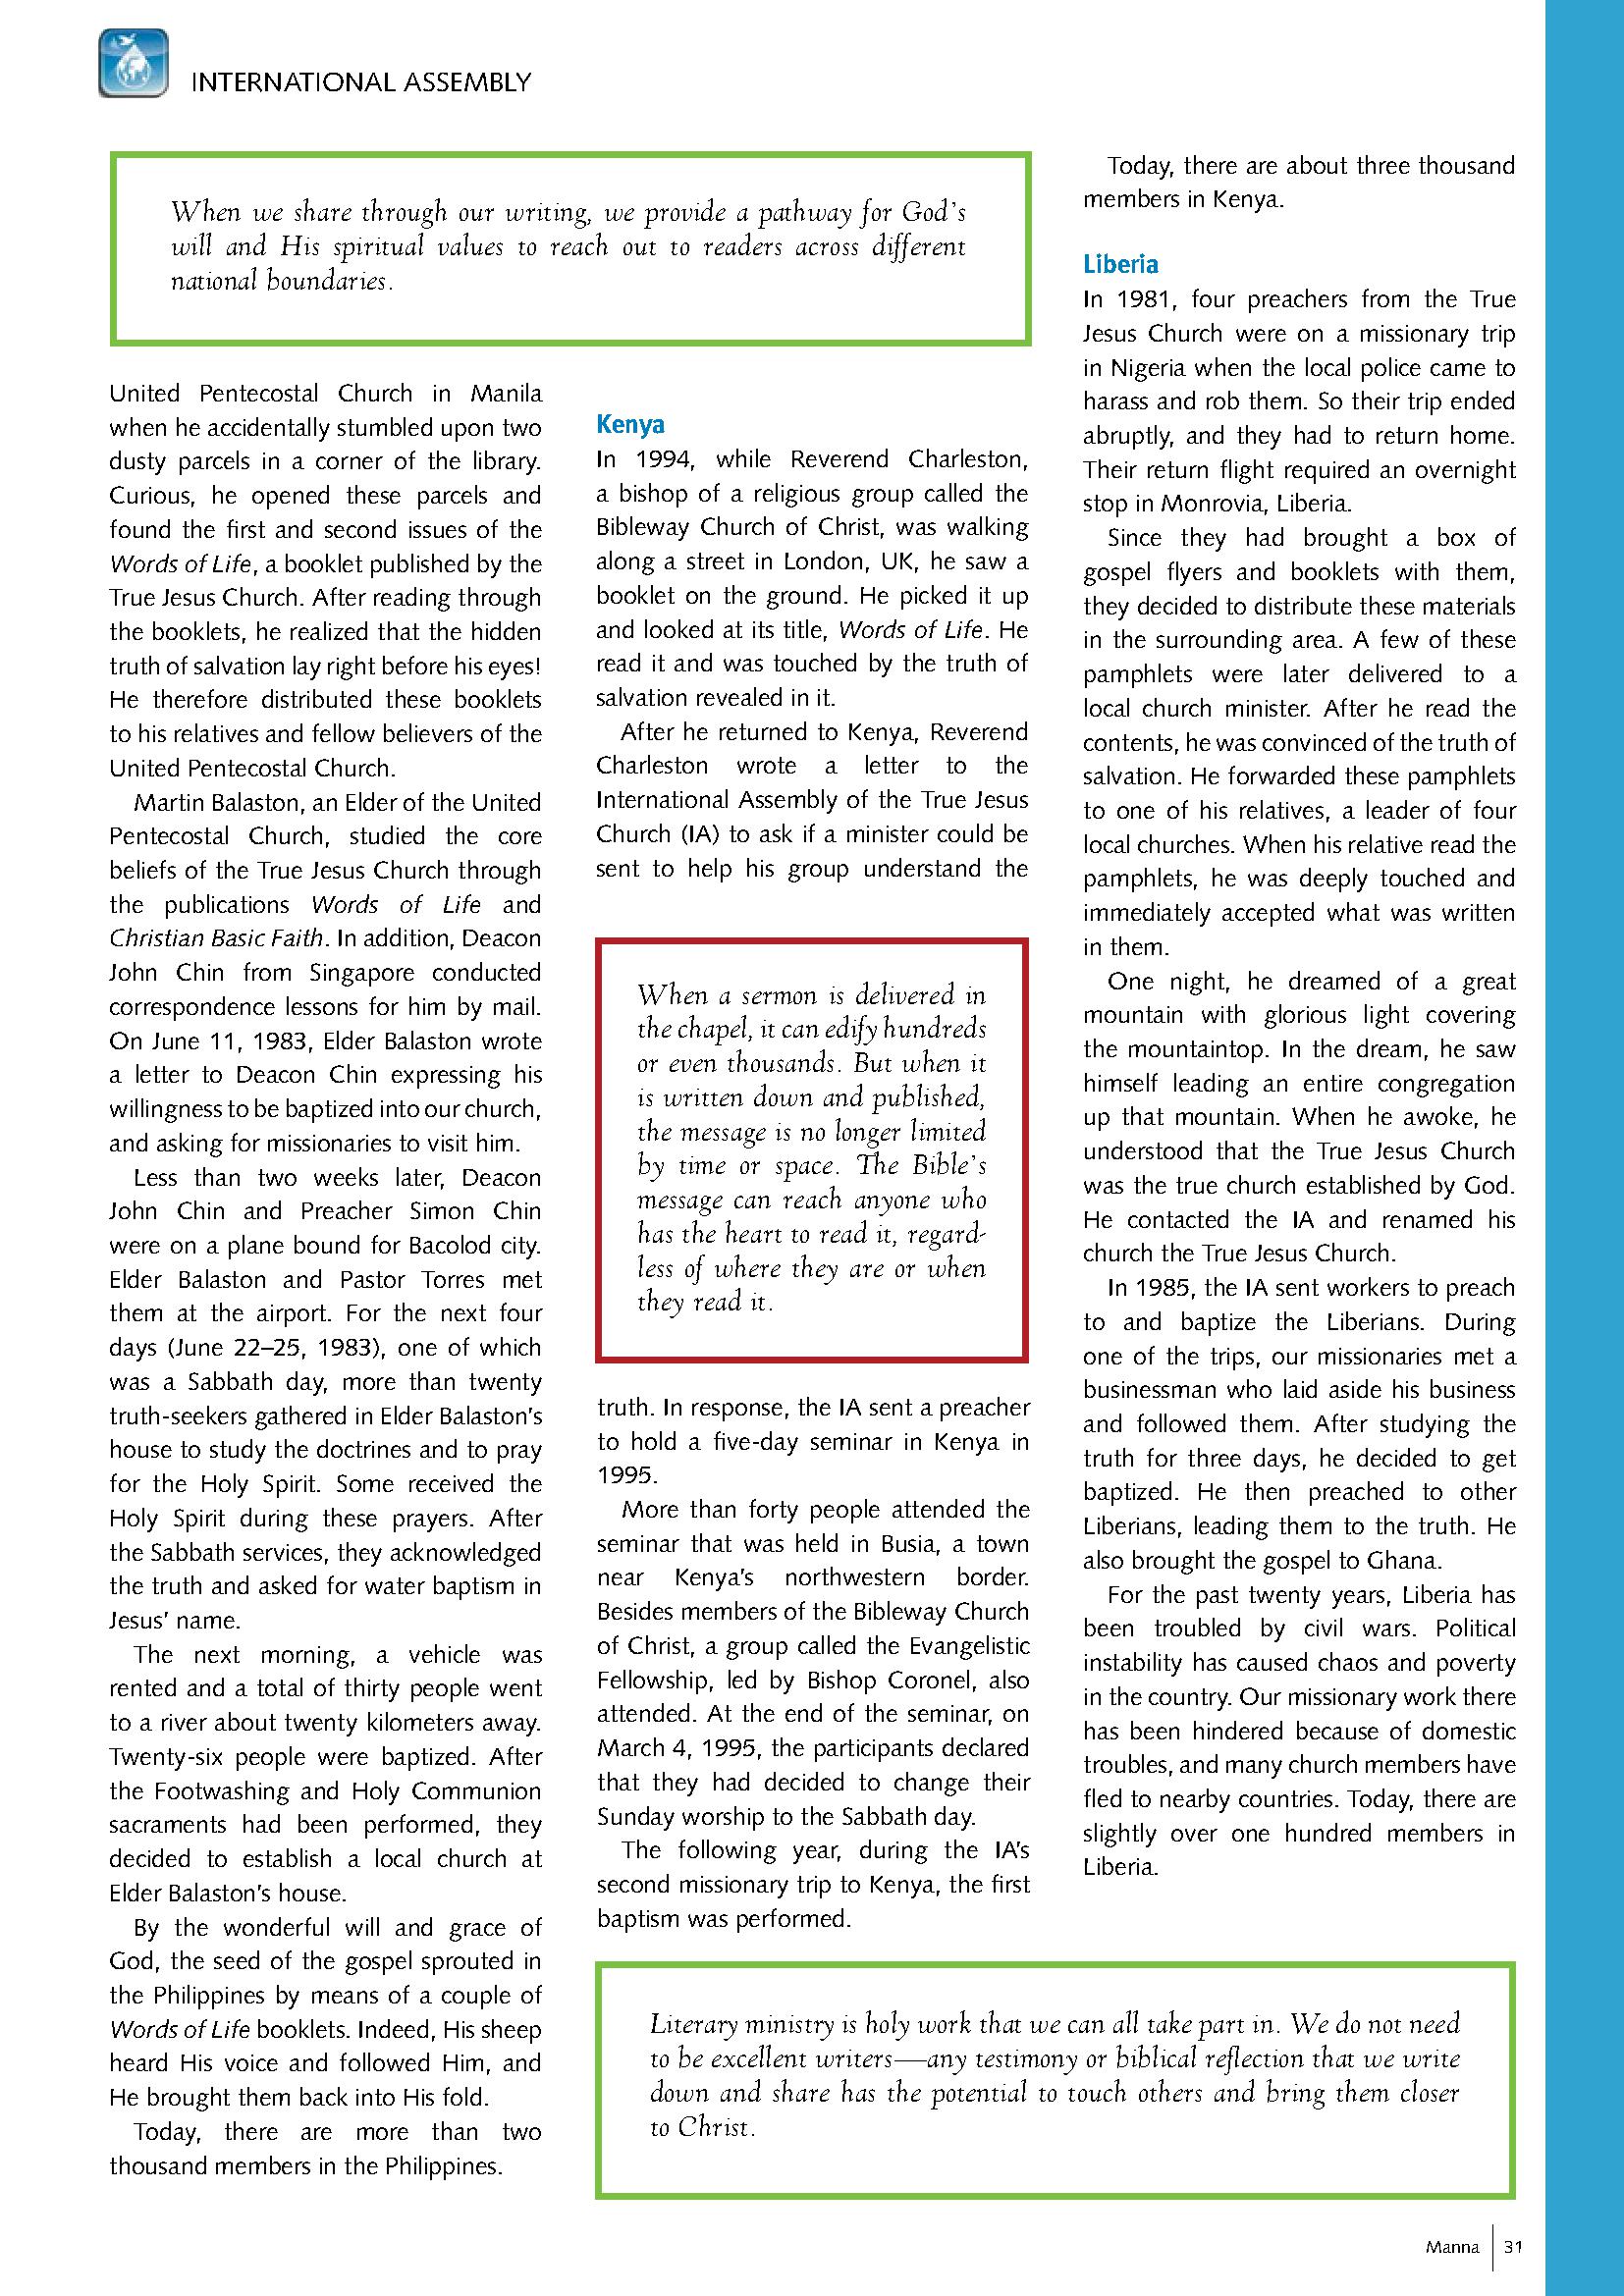 INTERNATIONAL ASSEMBLY
When we share through our writing, we provide a pathway for God's
will and His spiritual values to reach out to readers across different
national boundaries.
United Pentecostal Church in Manila
when he accidentally stumbled upon two
dusty parcels in a corner of the library.
Curious, he opened these parcels and
found the first and second issues of the
Words of Life, a booklet published by the
True Jesus Church. After reading through
the booklets, he realized that the hidden
truth of salvation lay right before his eyes!
He therefore distributed these booklets
to his relatives and fellow believers of the
United Pentecostal Church.
Martin Balaston, an Elder of the United
Pentecostal Church, studied the core
beliefs of the True Jesus Church through
the publications Words of Life and
Christian Basic Faith. In addition, Deacon
John Chin from Singapore conducted
correspondence lessons for him by mail.
On June 11, 1983, Elder Balaston wrote
a letter to Deacon Chin expressing his
willingness to be baptized into our church,
and asking for missionaries to visit him.
Less than two weeks later, Deacon
John Chin and Preacher Simon Chin
were on a plane bound for Bacolod city.
Elder Balaston and Pastor Torres met
them at the airport. For the next four
days (June 22–25, 1983), one of which
was a Sabbath day, more than twenty
truth-seekers gathered in Elder Balaston's
house to study the doctrines and to pray
for the Holy Spirit. Some received the
Holy Spirit during these prayers. After
the Sabbath services, they acknowledged
the truth and asked for water baptism in
Jesus' name.
The next morning, a vehicle was
rented and a total of thirty people went
to a river about twenty kilometers away.
Twenty-six people were baptized. After
the Footwashing and Holy Communion
sacraments had been performed, they
decided to establish a local church at
Elder Balaston's house.
By the wonderful will and grace of
God, the seed of the gospel sprouted in
the Philippines by means of a couple of
Words of Life booklets. Indeed, His sheep
heard His voice and followed Him, and
He brought them back into His fold.
Today, there are more than two
thousand members in the Philippines.
Kenya
In 1994, while Reverend Charleston,
a bishop of a religious group called the
Bibleway Church of Christ, was walking
along a street in London, UK, he saw a
booklet on the ground. He picked it up
and looked at its title, Words of Life. He
read it and was touched by the truth of
salvation revealed in it.
After he returned to Kenya, Reverend
Charleston wrote a letter to the
International Assembly of the True Jesus
Church (IA) to ask if a minister could be
sent to help his group understand the
When a sermon is delivered in
the chapel, it can edify hundreds
or even thousands. But when it
is written down and published,
the message is no longer limited
by time or space. The Bible's
message can reach anyone who
has the heart to read it, regard-
less of where they are or when
they read it.
truth. In response, the IA sent a preacher
to hold a five-day seminar in Kenya in
1995.
More than forty people attended the
seminar that was held in Busia, a town
near Kenya's northwestern border.
Besides members of the Bibleway Church
of Christ, a group called the Evangelistic
Fellowship, led by Bishop Coronel, also
attended. At the end of the seminar, on
March 4, 1995, the participants declared
that they had decided to change their
Sunday worship to the Sabbath day.
The following year, during the IA's
second missionary trip to Kenya, the first
baptism was performed.
Today, there are about three thousand
members in Kenya.
Liberia
In 1981, four preachers from the True
Jesus Church were on a missionary trip
in Nigeria when the local police came to
harass and rob them. So their trip ended
abruptly, and they had to return home.
Their return flight required an overnight
stop in Monrovia, Liberia.
Since they had brought a box of
gospel flyers and booklets with them,
they decided to distribute these materials
in the surrounding area. A few of these
pamphlets were later delivered to a
local church minister. After he read the
contents, he was convinced of the truth of
salvation. He forwarded these pamphlets
to one of his relatives, a leader of four
local churches. When his relative read the
pamphlets, he was deeply touched and
immediately accepted what was written
in them.
One night, he dreamed of a great
mountain with glorious light covering
the mountaintop. In the dream, he saw
himself leading an entire congregation
up that mountain. When he awoke, he
understood that the True Jesus Church
was the true church established by God.
He contacted the IA and renamed his
church the True Jesus Church.
In 1985, the IA sent workers to preach
to and baptize the Liberians. During
one of the trips, our missionaries met a
businessman who laid aside his business
and followed them. After studying the
truth for three days, he decided to get
baptized. He then preached to other
Liberians, leading them to the truth. He
also brought the gospel to Ghana.
For the past twenty years, Liberia has
been troubled by civil wars. Political
instability has caused chaos and poverty
in the country. Our missionary work there
has been hindered because of domestic
troubles, and many church members have
fled to nearby countries. Today, there are
slightly over one hundred members in
Liberia.
Literary ministry is holy work that we can all take part in. We do not need
to be excellent writers—any testimony or biblical reflection that we write
down and share has the potential to touch others and bring them closer
to Christ.
Manna 31